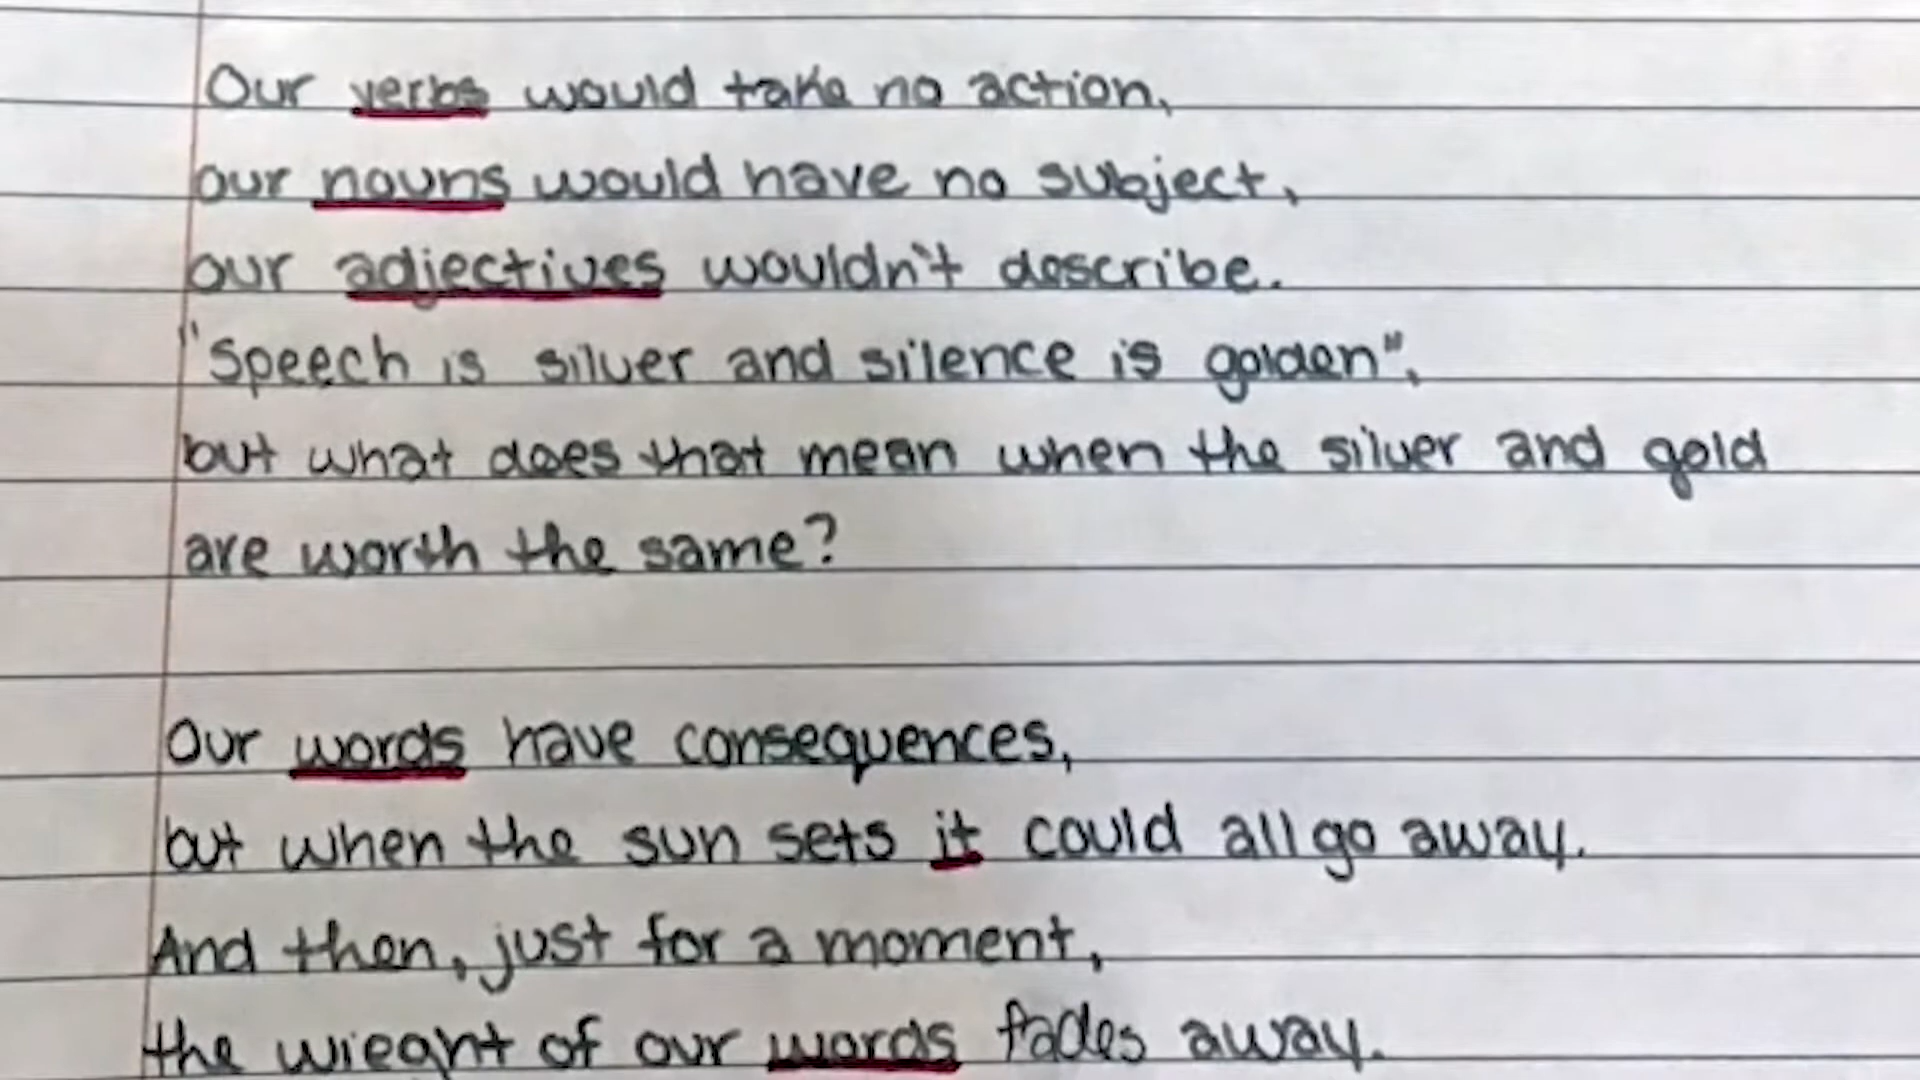 Our verbs would take no action,
our nouns would have no subject,
our adjectives wouldn't describe.
"Speech is silver and silence is golden",
but what does that mean when the silver and gold
are worth the same?
Our words have consequences,
but when the sun sets it could all go away.
And then, just for a moment,
the wieght of our words fades away.